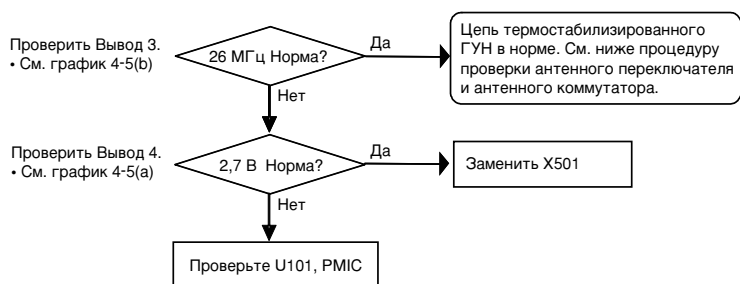 Проверить Вывод 3.
• См. график 4-5(b)
26 МГц Норма?
Да
Цепь термостабилизированного
ГУН в норме. См. ниже процедуру
проверки антенного переключателя
и антенного коммутатора.
Нет
Проверить Вывод 4.
• См. график 4-5(a)
2,7 В Норма?
Да
Заменить X501
Нет
Проверьте U101, PMIC